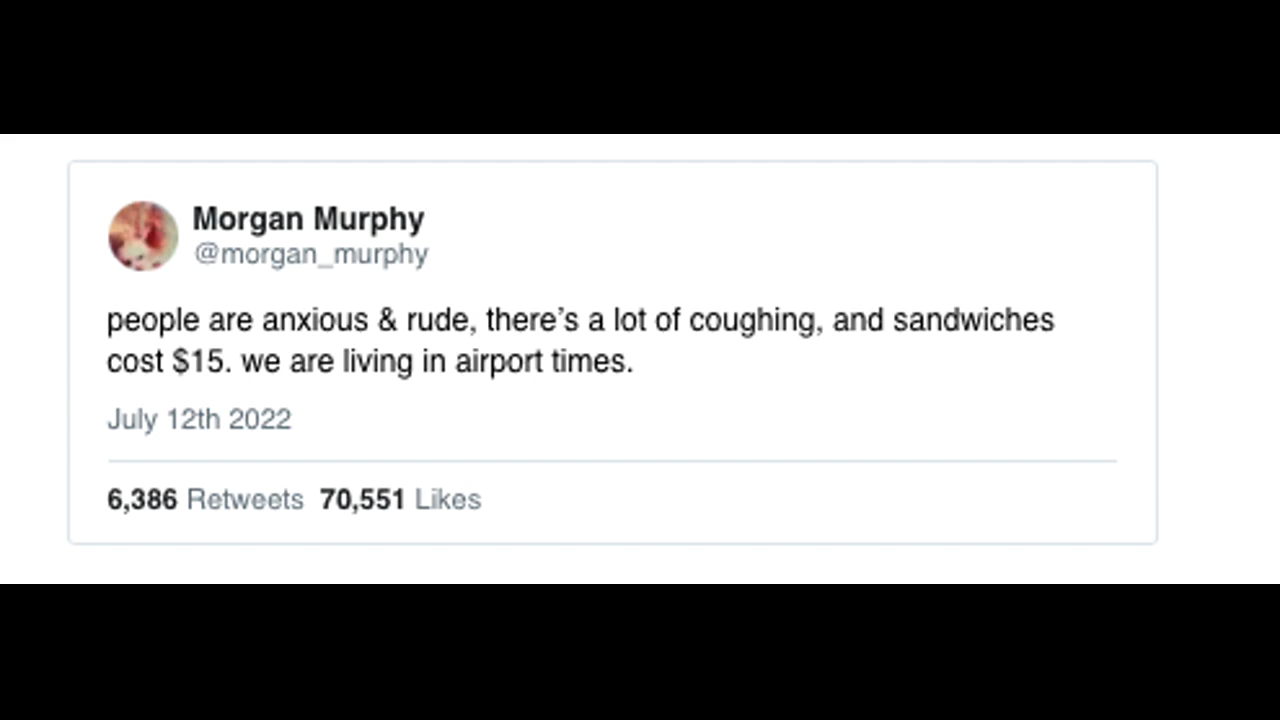 Morgan Murphy
@morgan_murphy
people are anxious & rude, there’s a lot of coughing, and sandwiches
cost $15. we are living in airport times.
July 12th 2022
6,386 Retweets 70,551 Likes